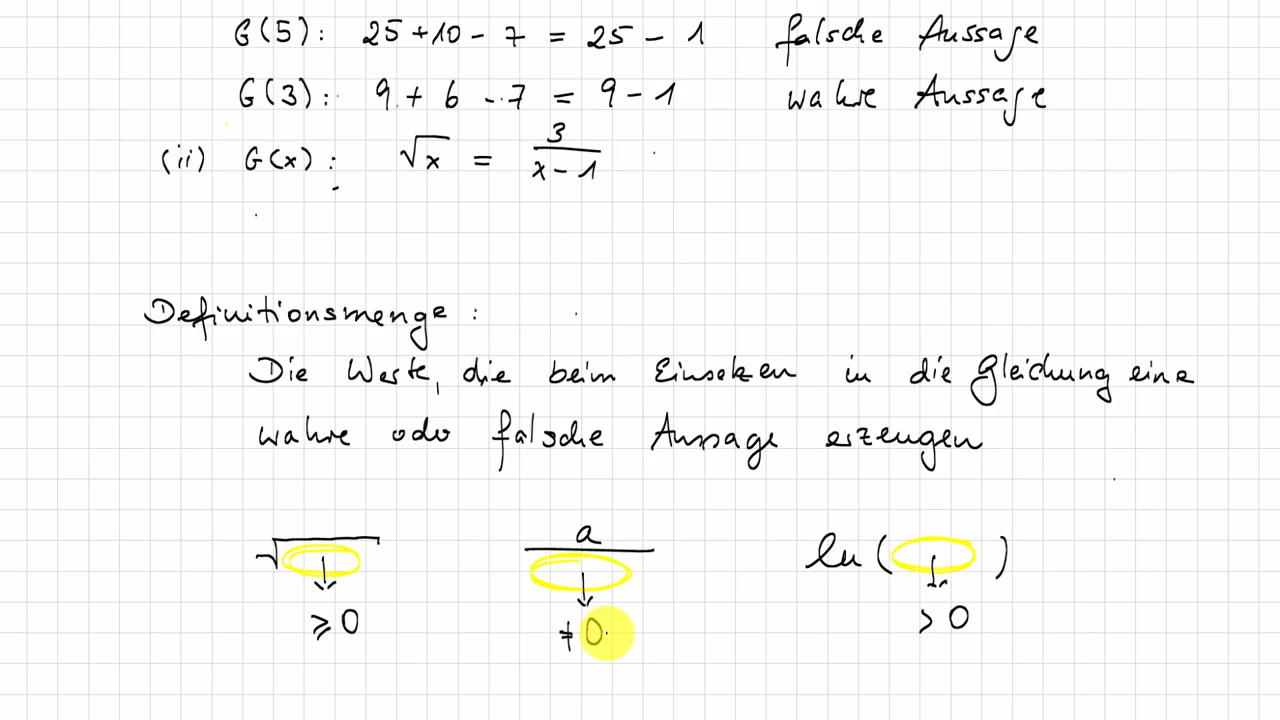 G(5): 25 + 10 - 7 = 25 - 1 falsche Aussage
G(3): 9 + 6 - 7 = 9 - 1 wahre Aussage
(ii) G(x): √x = 3/(x - 1)
Definitionsmenge:
Die Werte, die beim Einsetzen in die Gleichung eine
wahre oder falsche Aussage erzeugen
√ a/ ln( )
≥ 0 ≠ 0 > 0